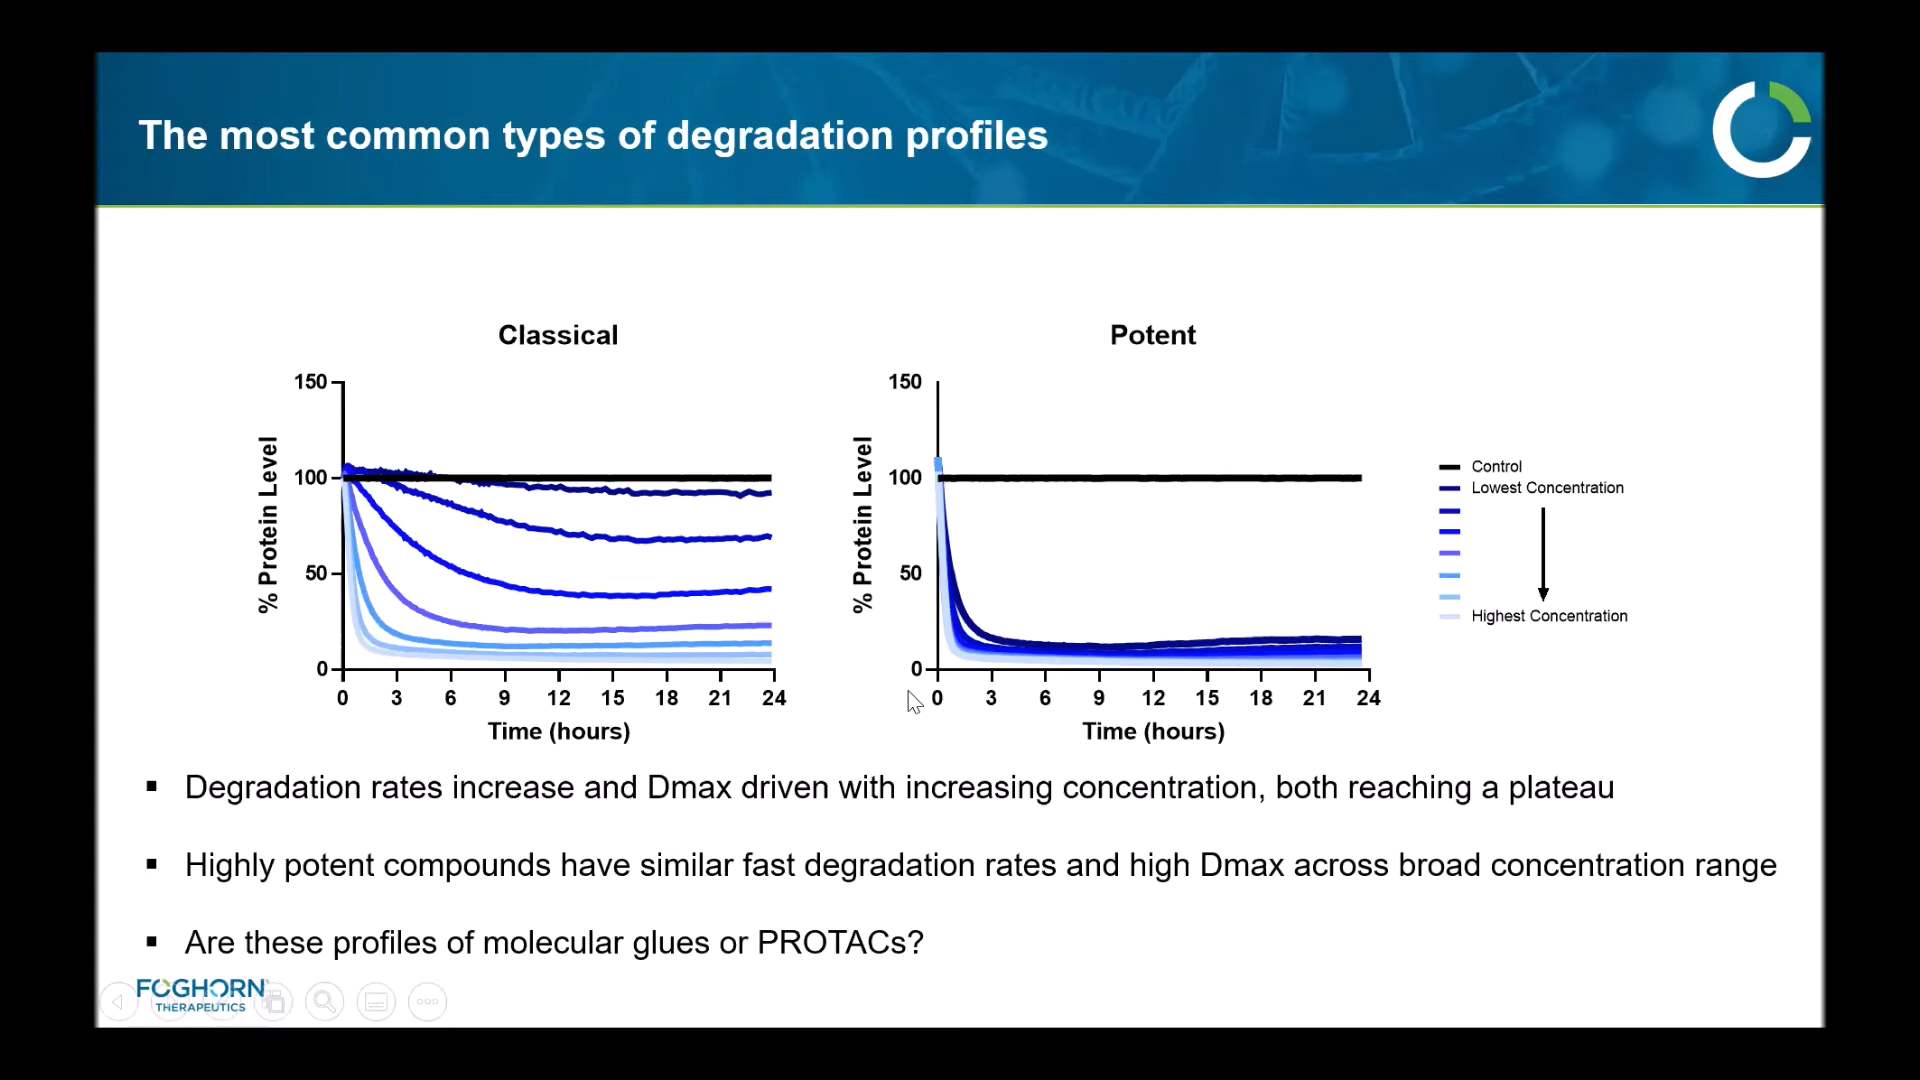 The most common types of degradation profiles
Classical
150
100
50
0
% Protein Level
0 3 6 9 12 15 18 21 24
Time (hours)
Potent
150
100
50
0
% Protein Level
0 3 6 9 12 15 18 21 24
Time (hours)
Control
Lowest Concentration
Highest Concentration
▪ Degradation rates increase and Dmax driven with increasing concentration, both reaching a plateau
▪ Highly potent compounds have similar fast degradation rates and high Dmax across broad concentration range
▪ Are these profiles of molecular glues or PROTACs?
FOGHORN
THERAPEUTICS